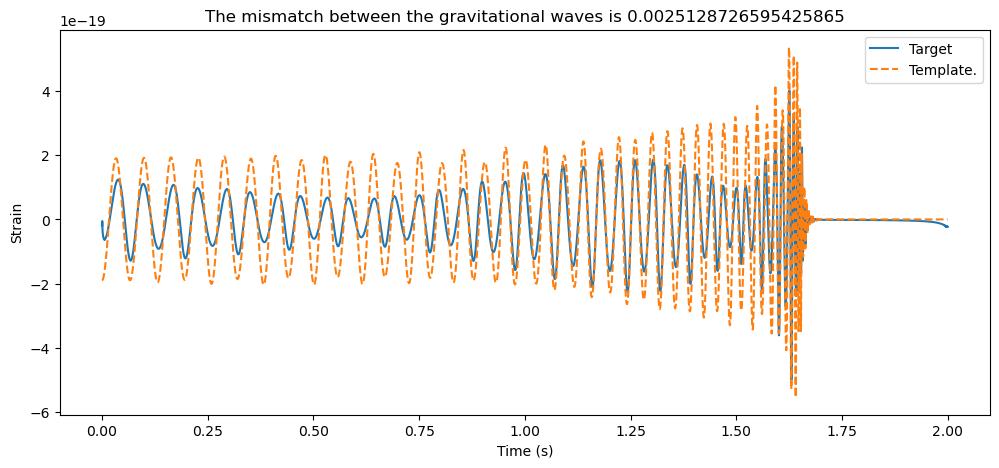 The mismatch between the gravitational waves is 0.0025128726595425865
1e−19
Target
Template.
4
2
0
−2
−4
−6
Strain
0.00 0.25 0.50 0.75 1.00 1.25 1.50 1.75 2.00
Time (s)